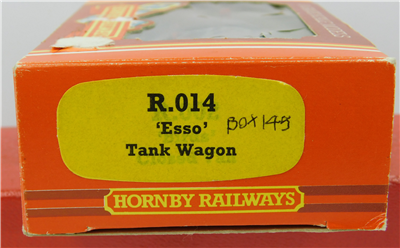 R.014
'Esso' BOX 149
Tank Wagon
HORNBY RAILWAYS